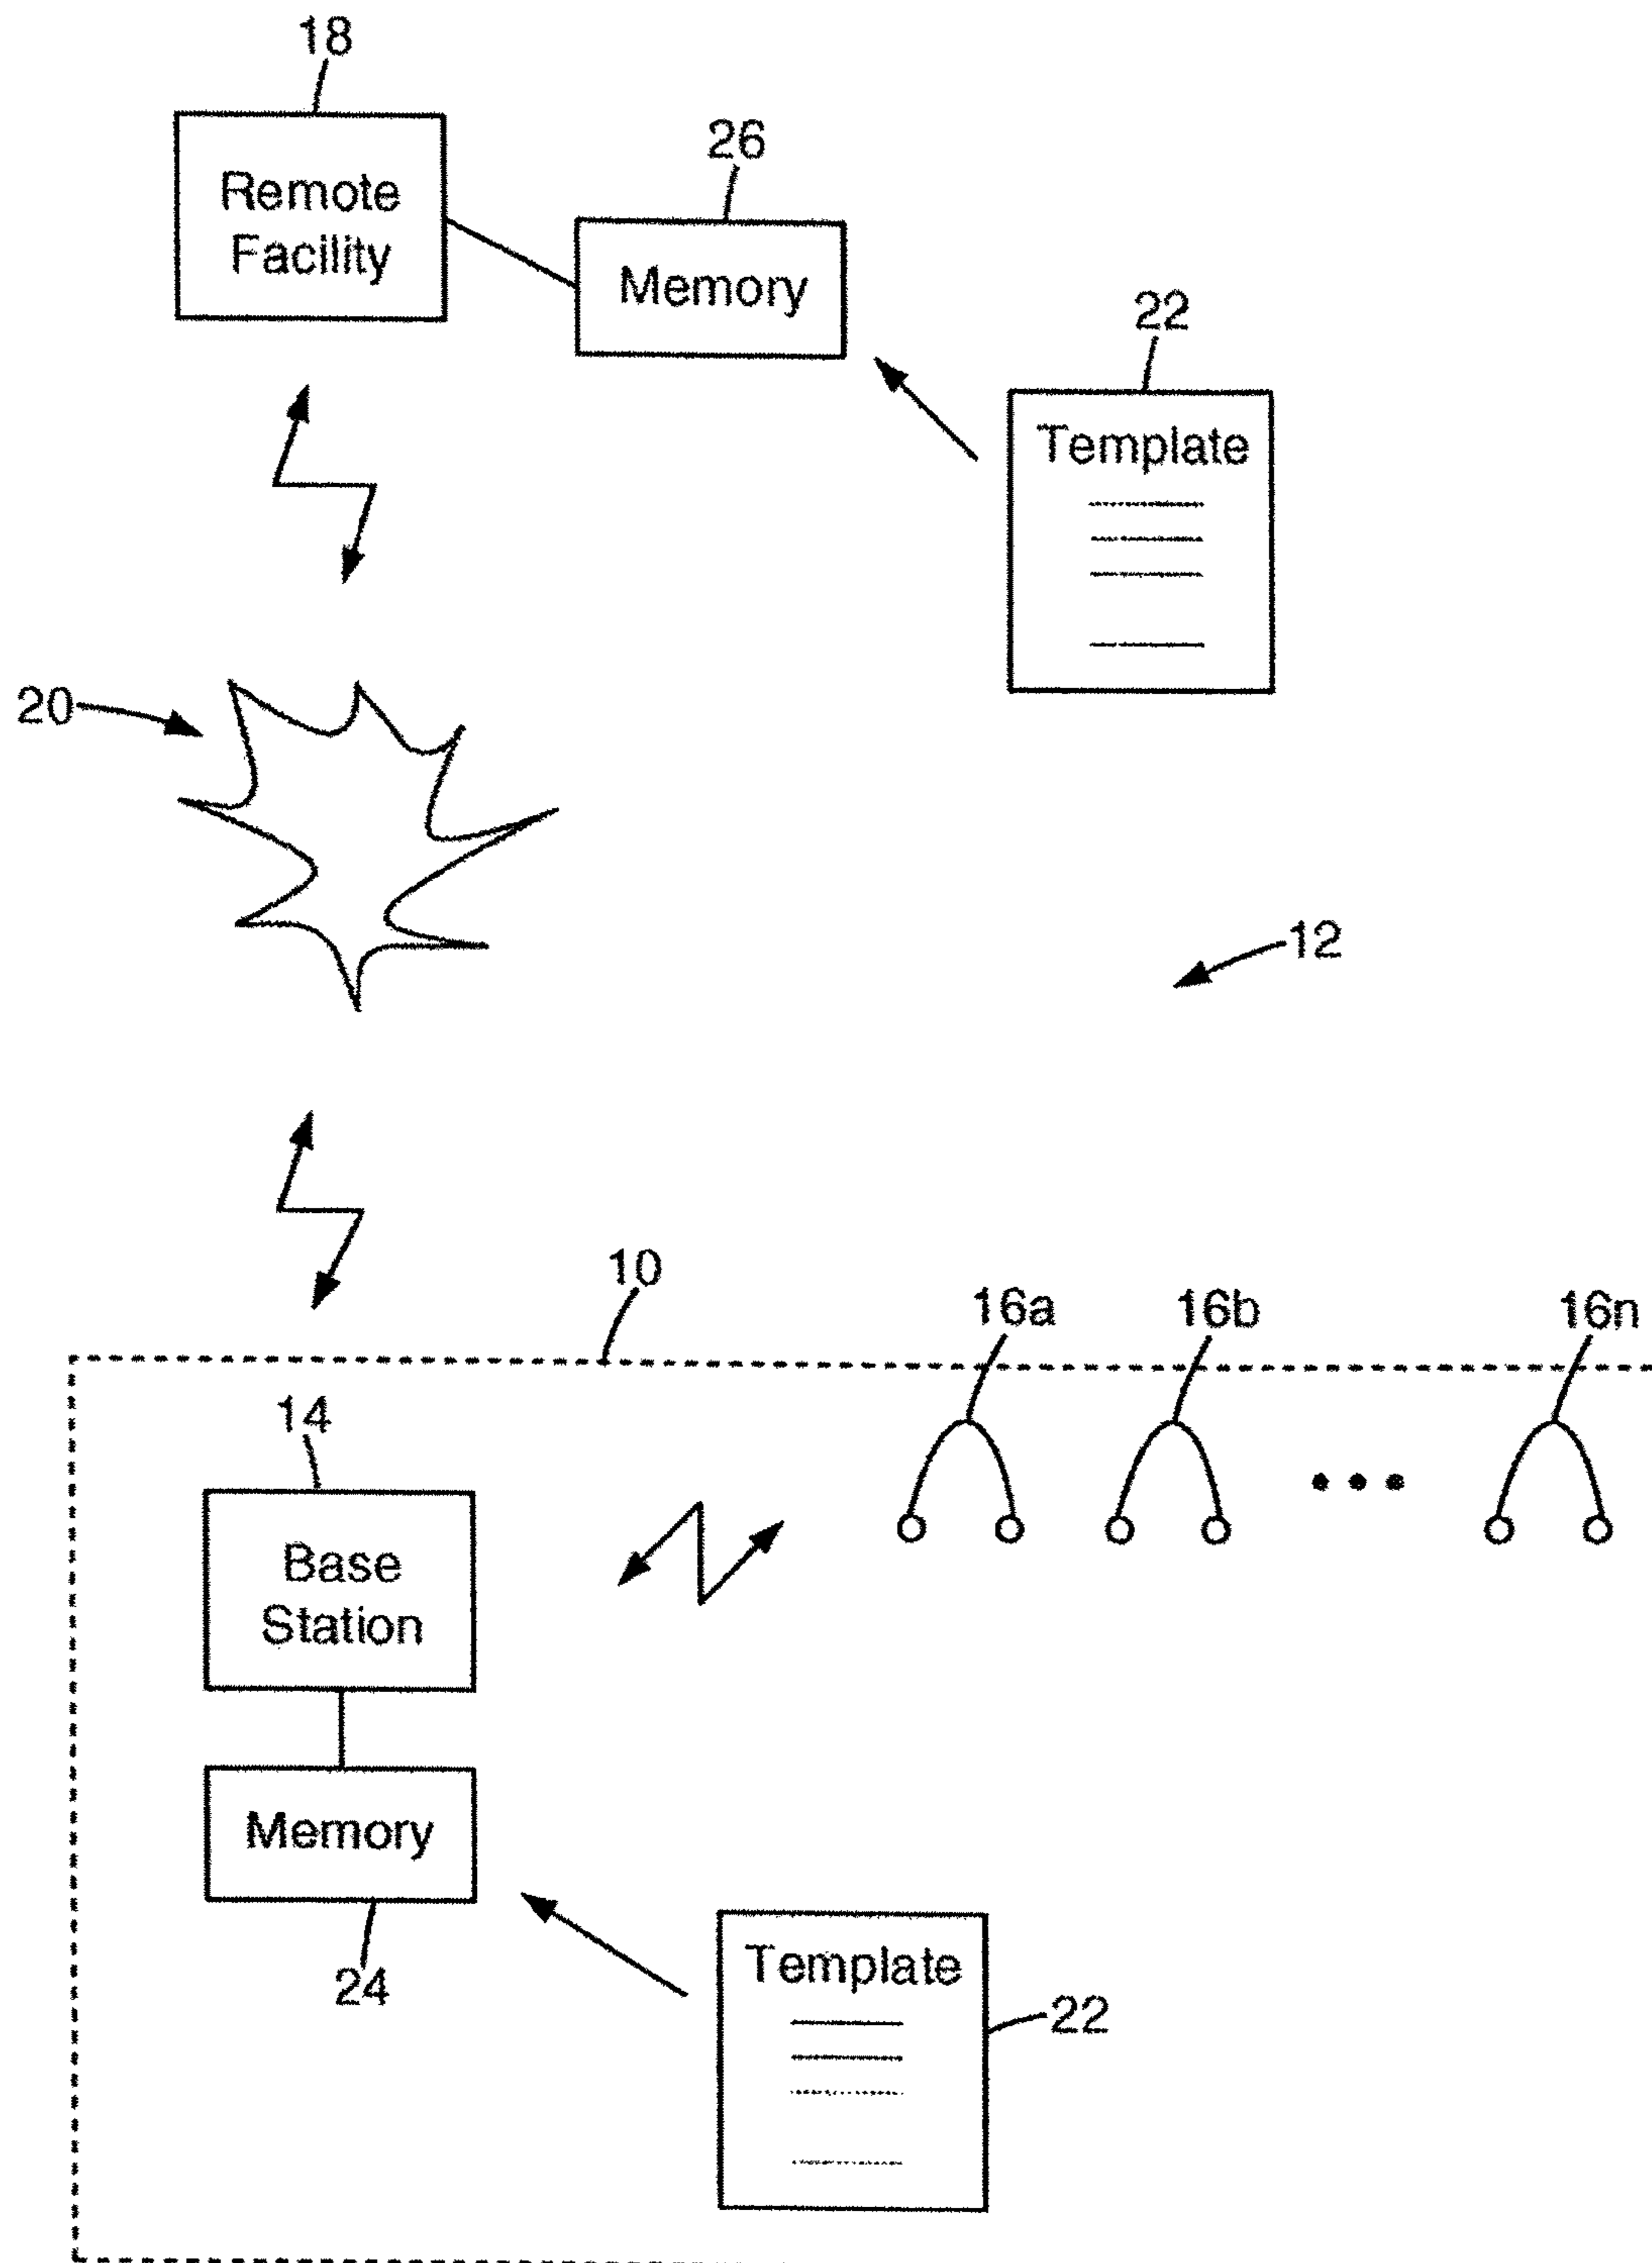 18
Remote
Facility
26
Memory
22
Template
20
12
10
16a
16b
16n
14
Base
Station
Memory
24
Template
22